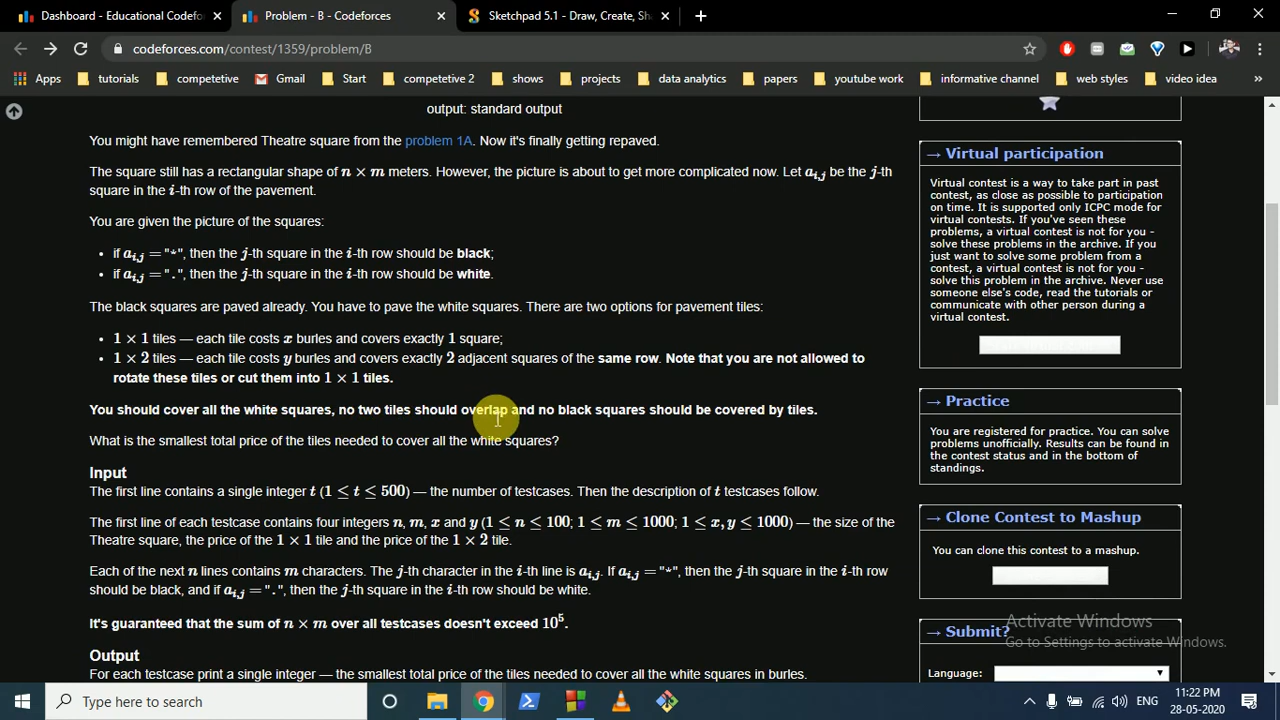 Dashboard - Educational Codefo
Problem - B - Codeforces
Sketchpad 5.1 - Draw, Create, Sha
codeforces.com/contest/1359/problem/B
Apps
tutorials
competetive
Gmail
Start
competetive 2
shows
projects
data analytics
papers
youtube work
informative channel
web styles
video idea
»
output: standard output
You might have remembered Theatre square from the problem 1A. Now it's finally getting repaved.
The square still has a rectangular shape of n × m meters. However, the picture is about to get more complicated now. Let a_{i,j} be the j-th
square in the i-th row of the pavement.
You are given the picture of the squares:
• if a_{i,j} = "*", then the j-th square in the i-th row should be black;
• if a_{i,j} = ".", then the j-th square in the i-th row should be white.
The black squares are paved already. You have to pave the white squares. There are two options for pavement tiles:
• 1 × 1 tiles — each tile costs x burles and covers exactly 1 square;
• 1 × 2 tiles — each tile costs y burles and covers exactly 2 adjacent squares of the same row. Note that you are not allowed to
rotate these tiles or cut them into 1 × 1 tiles.
You should cover all the white squares, no two tiles should overlap and no black squares should be covered by tiles.
What is the smallest total price of the tiles needed to cover all the white squares?
Input
The first line contains a single integer t (1 ≤ t ≤ 500) — the number of testcases. Then the description of t testcases follow.
The first line of each testcase contains four integers n, m, x and y (1 ≤ n ≤ 100; 1 ≤ m ≤ 1000; 1 ≤ x, y ≤ 1000) — the size of the
Theatre square, the price of the 1 × 1 tile and the price of the 1 × 2 tile.
Each of the next n lines contains m characters. The j-th character in the i-th line is a_{i,j}. If a_{i,j} = "*", then the j-th square in the i-th row
should be black, and if a_{i,j} = ".", then the j-th square in the i-th row should be white.
It's guaranteed that the sum of n × m over all testcases doesn't exceed 10^5.
Output
For each testcase print a single integer — the smallest total price of the tiles needed to cover all the white squares in burles.
→ Virtual participation
Virtual contest is a way to take part in past
contest, as close as possible to participation
on time. It is supported only ICPC mode for
virtual contests. If you've seen these
problems, a virtual contest is not for you -
solve these problems in the archive. If you
just want to solve some problem from a
contest, a virtual contest is not for you -
solve this problem in the archive. Never use
someone else's code, read the tutorials or
communicate with other person during a
virtual contest.
→ Practice
You are registered for practice. You can solve
problems unofficially. Results can be found in
the contest status and in the bottom of
standings.
→ Clone Contest to Mashup
You can clone this contest to a mashup.
→ Submit?
Language:
Activate Windows
Go to Settings to activate Windows.
Type here to search
ENG
11:22 PM
28-05-2020